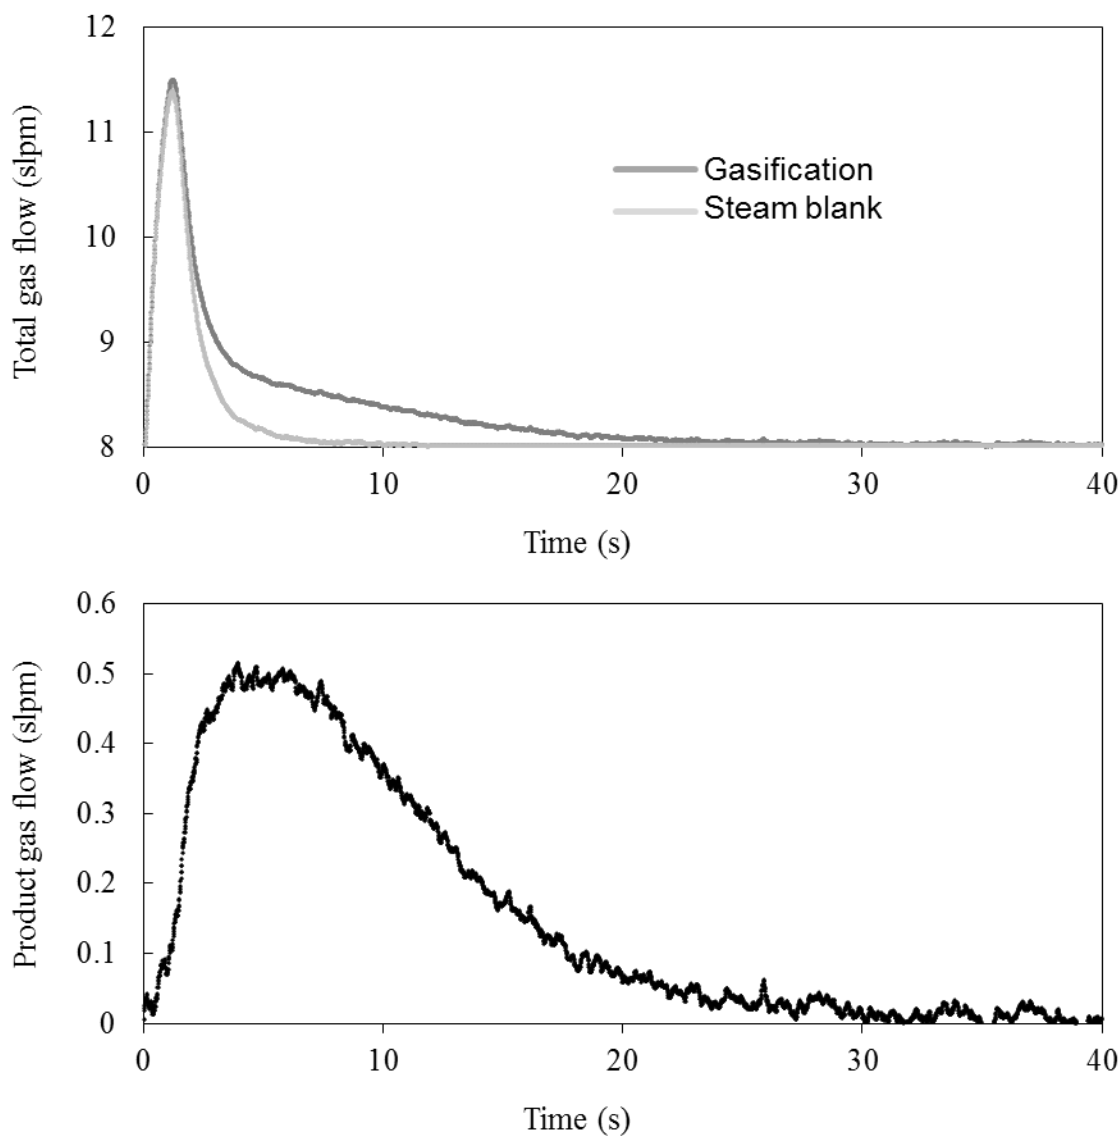 12
11
10
9
8
Total gas flow (slpm)
Gasification
Steam blank
0 10 20 30 40
Time (s)
0.6
0.5
0.4
0.3
0.2
0.1
0
Product gas flow (slpm)
0 10 20 30 40
Time (s)